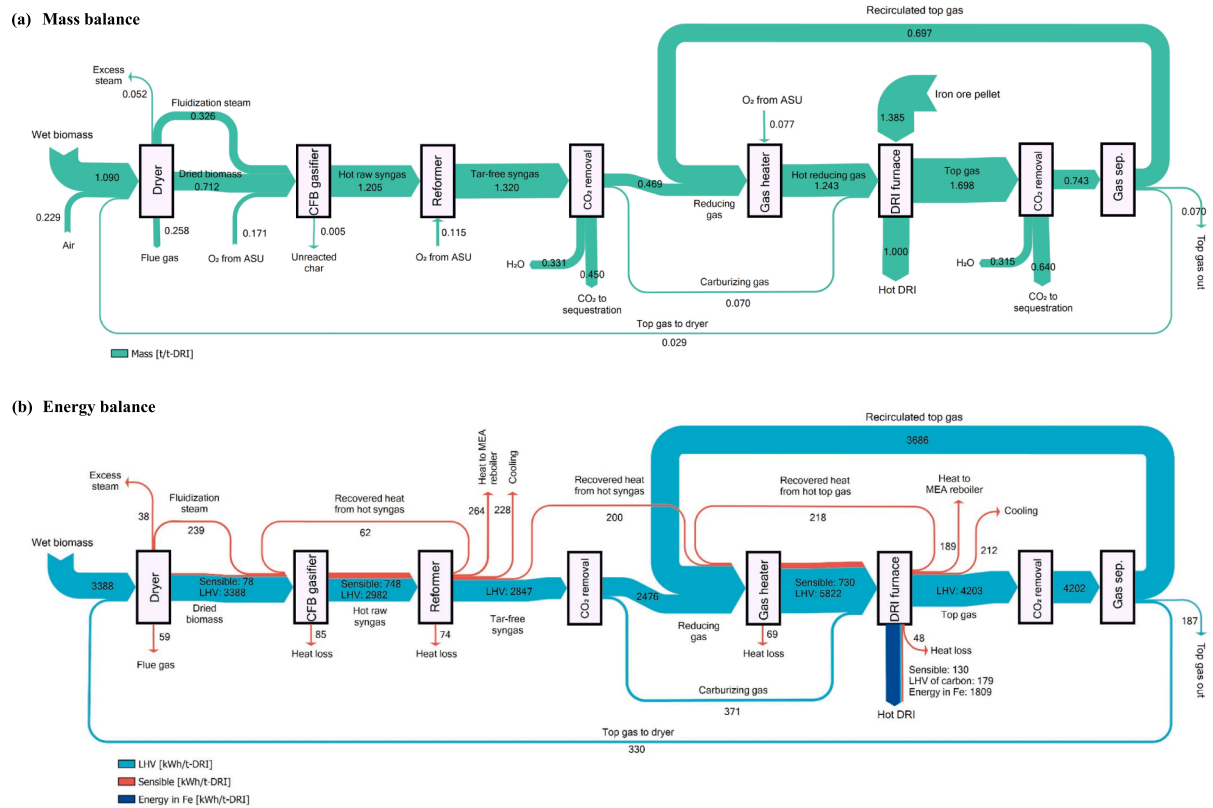 (a) Mass balance
Recirculated top gas
0.697
Excess
steam
0.052
Fluidization steam
0.326
O₂ from ASU
0.077
Iron ore pellet
1.385
Wet biomass
1.090
Dryer
Dried biomass
0.712
CFB gasifier
Hot raw syngas
1.205
Reformer
Tar-free syngas
1.320
CO₂ removal
0.469
Reducing
gas
Gas heater
Hot reducing gas
1.243
DRI furnace
Top gas
1.698
CO₂ removal
0.743
Gas sep.
0.070
Top gas out
0.229
Air
0.258
Flue gas
0.171
O₂ from ASU
0.005
Unreacted
char
0.115
O₂ from ASU
H₂O
0.331
0.450
CO₂ to
sequestration
Carburizing gas
0.070
1.000
Hot DRI
H₂O
0.315
0.640
CO₂ to
sequestration
Top gas to dryer
0.029
Mass [t/t-DRI]
(b) Energy balance
Recirculated top gas
3686
Excess
steam
38
Fluidization
steam
239
Recovered heat
from hot syngas
62
Heat to MEA
reboiler
264
Cooling
228
Recovered heat
from hot syngas
200
Recovered heat
from hot top gas
218
Heat to
MEA reboiler
189
Cooling
212
Wet biomass
3388
Dryer
Sensible: 78
LHV: 3388
Dried
biomass
CFB gasifier
Sensible: 748
LHV: 2982
Hot raw
syngas
Reformer
LHV: 2847
Tar-free
syngas
CO₂ removal
2476
Reducing
gas
Gas heater
Sensible: 730
LHV: 5822
DRI furnace
LHV: 4203
Top gas
CO₂ removal
4202
Gas sep.
187
Top gas out
59
Flue gas
85
Heat loss
74
Heat loss
69
Heat loss
48
Heat loss
Sensible: 130
LHV of carbon: 179
Energy in Fe: 1809
Hot DRI
Carburizing gas
371
Top gas to dryer
330
LHV [kWh/t-DRI]
Sensible [kWh/t-DRI]
Energy in Fe [kWh/t-DRI]